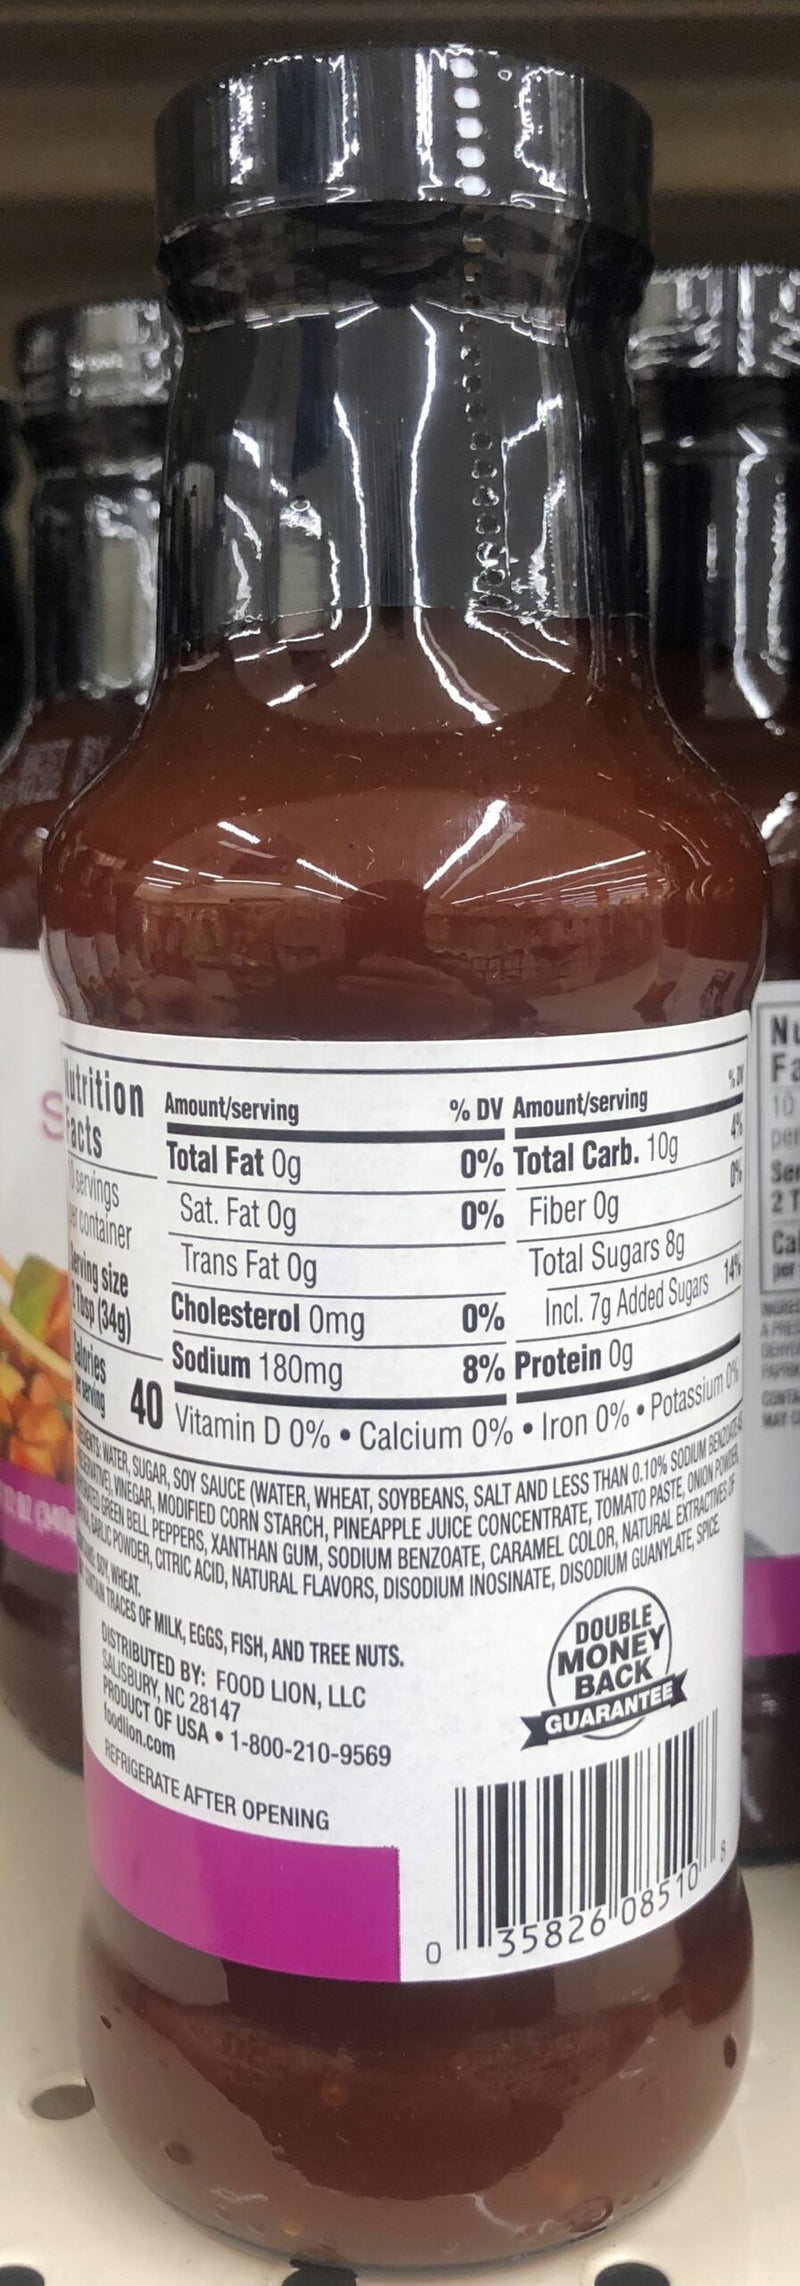 Nutrition
Facts
servings
per container
Serving size
2 Tbsp (34g)
Calories
per serving 40
Amount/serving % DV
Total Fat 0g 0%
Sat. Fat 0g 0%
Trans Fat 0g
Cholesterol 0mg 0%
Sodium 180mg 8%
Amount/serving % DV
Total Carb. 10g 4%
Fiber 0g 0%
Total Sugars 8g
Incl. 7g Added Sugars 14%
Protein 0g
Vitamin D 0% • Calcium 0% • Iron 0% • Potassium 0%
INGREDIENTS: WATER, SUGAR, SOY SAUCE (WATER, WHEAT, SOYBEANS, SALT AND LESS THAN 0.10% SODIUM BENZOATE AS
VINEGAR, MODIFIED CORN STARCH, PINEAPPLE JUICE CONCENTRATE, TOMATO PASTE, ONION POWDER,
GREEN BELL PEPPERS, XANTHAN GUM, SODIUM BENZOATE, CARAMEL COLOR, NATURAL EXTRACTIVES OF
GARLIC POWDER, CITRIC ACID, NATURAL FLAVORS, DISODIUM INOSINATE, DISODIUM GUANYLATE, SPICE.
SOY, WHEAT.
TRACES OF MILK, EGGS, FISH, AND TREE NUTS.
DISTRIBUTED BY: FOOD LION, LLC
SALISBURY, NC 28147
PRODUCT OF USA • 1-800-210-9569
foodlion.com
REFRIGERATE AFTER OPENING
DOUBLE
MONEY
BACK
GUARANTEE
0 35826 08510 8